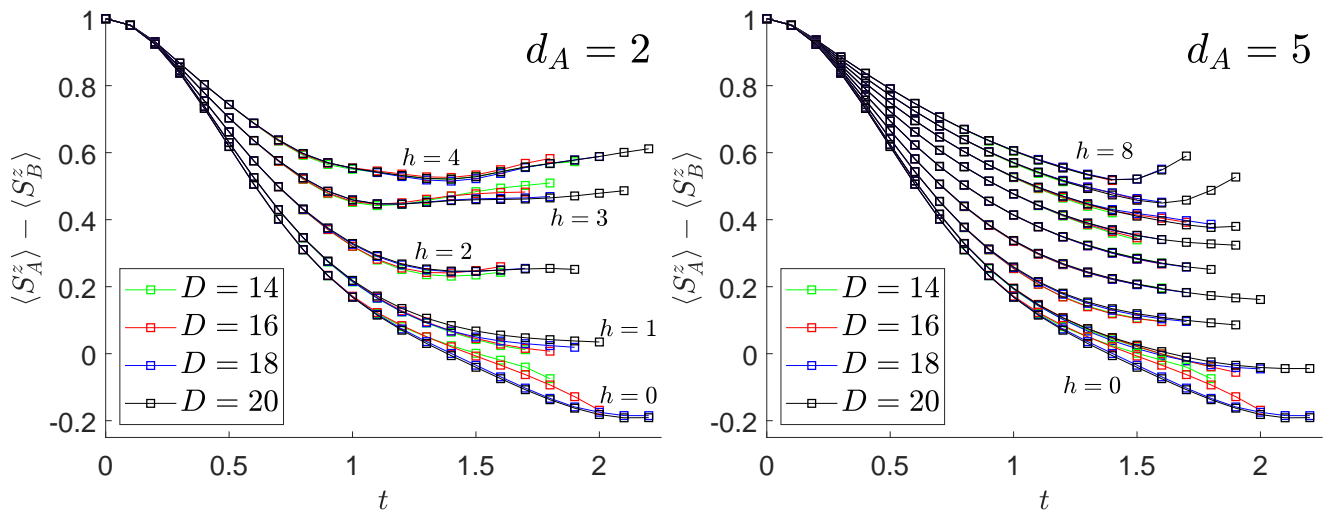 d_A = 2
⟨S^z_A⟩ − ⟨S^z_B⟩
1
0.8
0.6
0.4
0.2
0
-0.2
h = 4
h = 3
h = 2
h = 1
h = 0
D = 14
D = 16
D = 18
D = 20
0 0.5 1 1.5 2
t
d_A = 5
⟨S^z_A⟩ − ⟨S^z_B⟩
1
0.8
0.6
0.4
0.2
0
-0.2
h = 8
h = 0
D = 14
D = 16
D = 18
D = 20
0 0.5 1 1.5 2
t